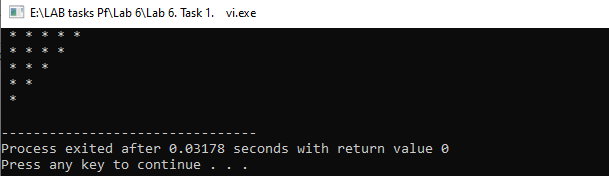 E:\LAB tasks Pf\Lab 6\Lab 6. Task 1.    vi.exe
* * * * *
* * * *
* * *
* *
*
--------------------------------
Process exited after 0.03178 seconds with return value 0
Press any key to continue . . .